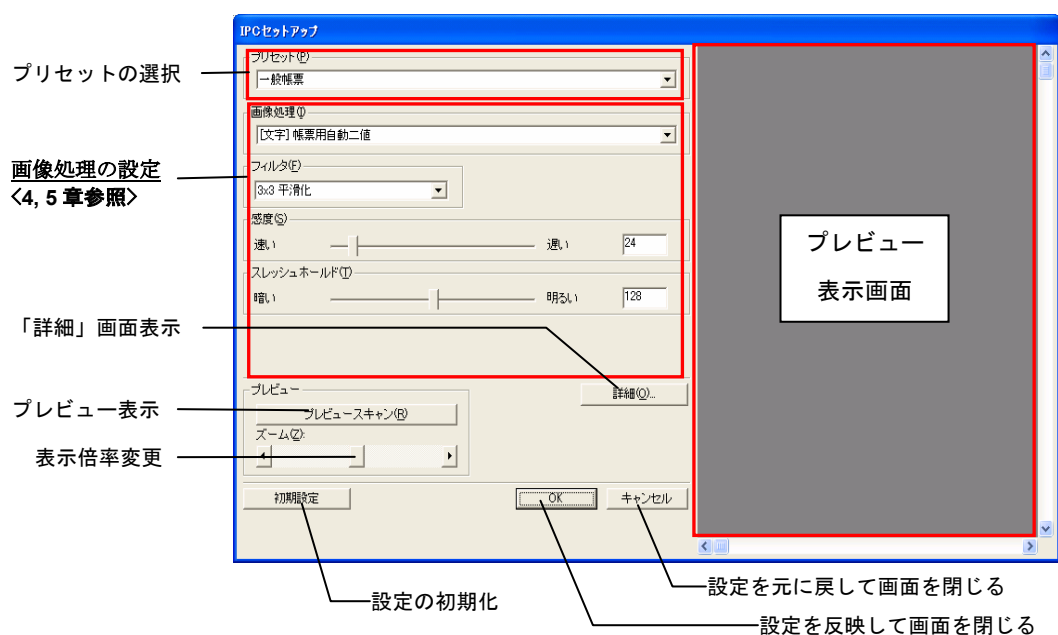 IPCセットアップ
プリセットの選択
プリセット(P)
一般帳票
画像処理の設定
<4, 5 章参照>
画像処理(I)
[文字] 帳票用自動二値
フィルタ(F)
3x3 平滑化
感度(S)
速い
遅い
24
スレッシュホールド(T)
暗い
明るい
128
プレビュー
表示画面
「詳細」画面表示
詳細(O)...
プレビュー
プレビュー表示
プレビュースキャン(R)
ズーム(Z):
表示倍率変更
初期設定
OK
キャンセル
設定を元に戻して画面を閉じる
設定の初期化
設定を反映して画面を閉じる